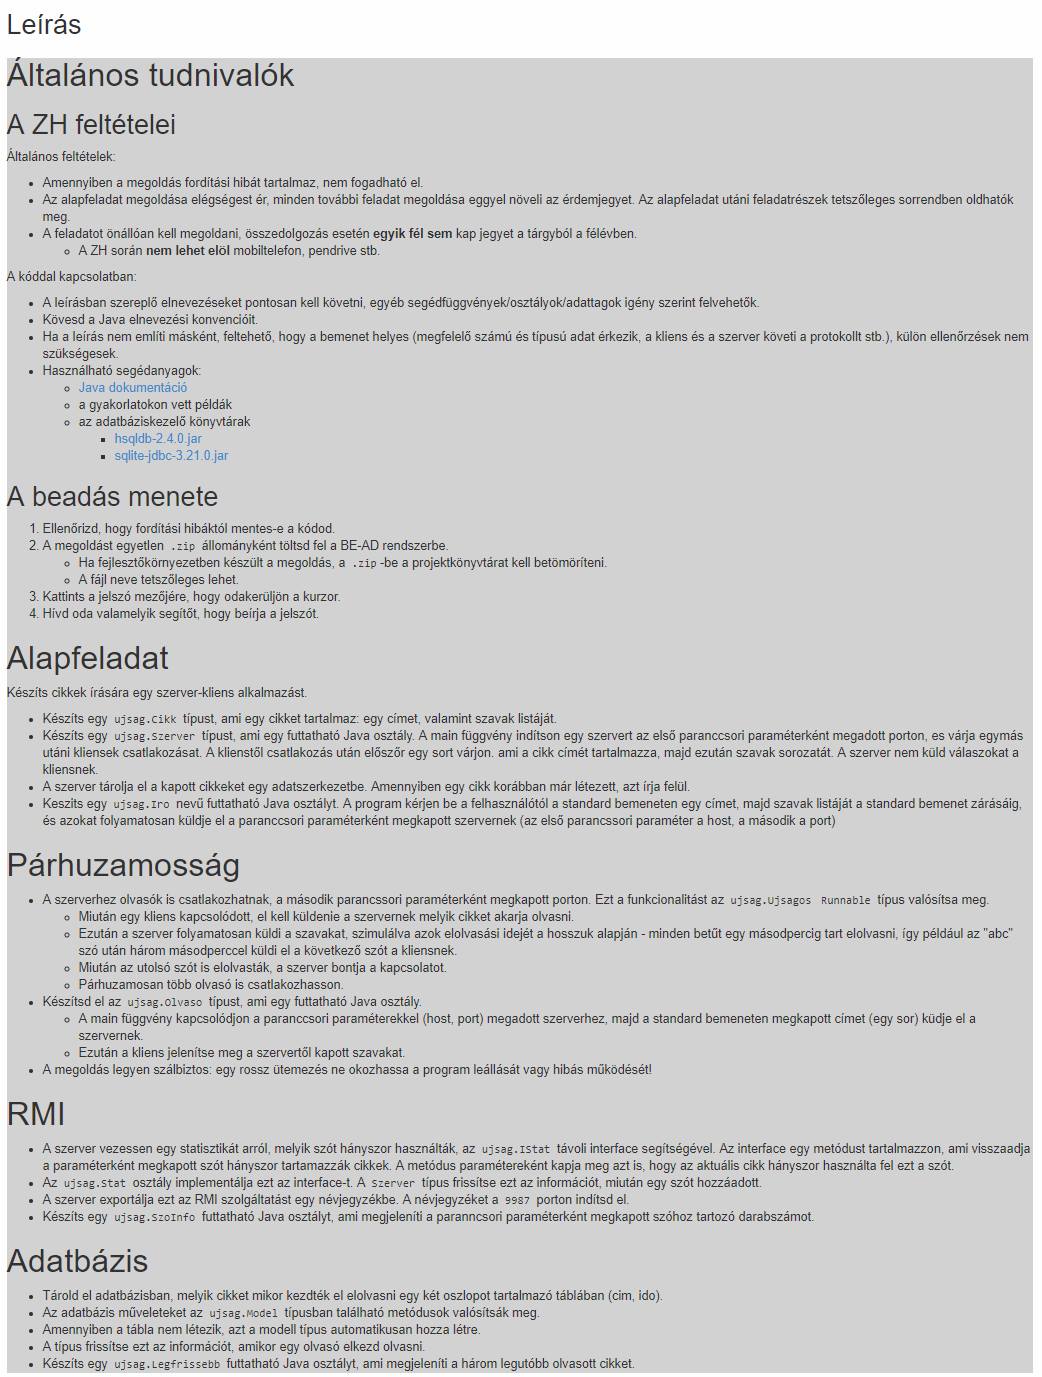 Leírás
Általános tudnivalók
A ZH feltételei
Általános feltételek:
Amennyiben a megoldás fordítási hibát tartalmaz, nem fogadható el.
Az alapfeladat megoldása elégségest ér, minden további feladat megoldása eggyel növeli az érdemjegyet. Az alapfeladat utáni feladatrészek tetszőleges sorrendben oldhatók
meg.
A feladatot önállóan kell megoldani, összedolgozás esetén egyik fél sem kap jegyet a tárgyból a félévben.
A ZH során nem lehet elöl mobiltelefon, pendrive stb.
A kóddal kapcsolatban:
A leírásban szereplő elnevezéseket pontosan kell követni, egyéb segédfüggvények/osztályok/adattagok igény szerint felvehetők.
Kövesd a Java elnevezési konvencióit.
Ha a leírás nem említi másként, feltehető, hogy a bemenet helyes (megfelelő számú és típusú adat érkezik, a kliens és a szerver követi a protokollt stb.), külön ellenőrzések nem
szükségesek.
Használható segédanyagok:
Java dokumentáció
a gyakorlatokon vett példák
az adatbáziskezelő könyvtárak
hsqldb-2.4.0.jar
sqlite-jdbc-3.21.0.jar
A beadás menete
1. Ellenőrizd, hogy fordítási hibáktól mentes-e a kódod.
2. A megoldást egyetlen .zip állományként töltsd fel a BE-AD rendszerbe.
Ha fejlesztőkörnyezetben készült a megoldás, a .zip -be a projektkönyvtárat kell betömöríteni.
A fájl neve tetszőleges lehet.
3. Kattints a jelszó mezőjére, hogy odakerüljön a kurzor.
4. Hívd oda valamelyik segítőt, hogy beírja a jelszót.
Alapfeladat
Készíts cikkek írására egy szerver-kliens alkalmazást.
Készíts egy ujsag.Cikk típust, ami egy cikket tartalmaz: egy címet, valamint szavak listáját.
Készíts egy ujsag.Szerver típust, ami egy futtatható Java osztály. A main függvény indítson egy szervert az első paranccsori paraméterként megadott porton, es várja egymás
utáni kliensek csatlakozásat. A klienstől csatlakozás után először egy sort várjon. ami a cikk címét tartalmazza, majd ezután szavak sorozatát. A szerver nem küld válaszokat a
kliensnek.
A szerver tárolja el a kapott cikkeket egy adatszerkezetbe. Amennyiben egy cikk korábban már létezett, azt írja felül.
Keszits egy ujsag.Iro nevű futtatható Java osztályt. A program kérjen be a felhasználótól a standard bemeneten egy címet, majd szavak listáját a standard bemenet zárásáig,
és azokat folyamatosan küldje el a paranccsori paraméterként megkapott szervernek (az első parancssori paraméter a host, a második a port)
Párhuzamosság
A szerverhez olvasók is csatlakozhatnak, a második parancssori paraméterként megkapott porton. Ezt a funkcionalitást az ujsag.Ujsagos Runnable típus valósítsa meg.
Miután egy kliens kapcsolódott, el kell küldenie a szervernek melyik cikket akarja olvasni.
Ezután a szerver folyamatosan küldi a szavakat, szimulálva azok elolvasási idejét a hosszuk alapján - minden betűt egy másodpercig tart elolvasni, így például az "abc"
szó után három másodperccel küldi el a következő szót a kliensnek.
Miután az utolsó szót is elolvasták, a szerver bontja a kapcsolatot.
Párhuzamosan több olvasó is csatlakozhasson.
Készítsd el az ujsag.Olvaso típust, ami egy futtatható Java osztály.
A main függvény kapcsolódjon a paranccsori paraméterekkel (host, port) megadott szerverhez, majd a standard bemeneten megkapott címet (egy sor) küdje el a
szervernek.
Ezután a kliens jelenítse meg a szervertől kapott szavakat.
A megoldás legyen szálbiztos: egy rossz ütemezés ne okozhassa a program leállását vagy hibás működését!
RMI
A szerver vezessen egy statisztikát arról, melyik szót hányszor használták, az ujsag.IStat távoli interface segítségével. Az interface egy metódust tartalmazzon, ami visszaadja
a paraméterként megkapott szót hányszor tartamazzák cikkek. A metódus paramétereként kapja meg azt is, hogy az aktuális cikk hányszor használta fel ezt a szót.
Az ujsag.Stat osztály implementálja ezt az interface-t. A Szerver típus frissítse ezt az információt, miután egy szót hozzáadott.
A szerver exportálja ezt az RMI szolgáltatást egy névjegyzékbe. A névjegyzéket a 9987 porton indítsd el.
Készíts egy ujsag.SzoInfo futtatható Java osztályt, ami megjeleníti a paranncsori paraméterként megkapott szóhoz tartozó darabszámot.
Adatbázis
Tárold el adatbázisban, melyik cikket mikor kezdték el elolvasni egy két oszlopot tartalmazó táblában (cim, ido).
Az adatbázis műveleteket az ujsag.Model típusban található metódusok valósítsák meg.
Amennyiben a tábla nem létezik, azt a modell típus automatikusan hozza létre.
A típus frissítse ezt az információt, amikor egy olvasó elkezd olvasni.
Készíts egy ujsag.Legfrissebb futtatható Java osztályt, ami megjeleníti a három legutóbb olvasott cikket.